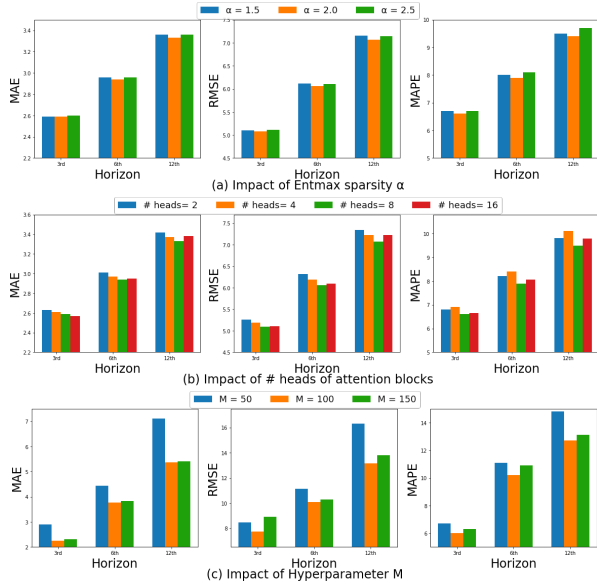 α = 1.5 α = 2.0 α = 2.5
MAE
3.4
3.2
3.0
2.8
2.6
2.4
2.2
3rd 6th 12th
Horizon
RMSE
7.5
7.0
6.5
6.0
5.5
5.0
4.5
3rd 6th 12th
Horizon
MAPE
10
9
8
7
6
5
3rd 6th 12th
Horizon
(a) Impact of Entmax sparsity α
# heads= 2 # heads= 4 # heads= 8 # heads= 16
MAE
3.6
3.4
3.2
3.0
2.8
2.6
2.4
2.2
3rd 6th 12th
Horizon
RMSE
7.5
7.0
6.5
6.0
5.5
5.0
4.5
3rd 6th 12th
Horizon
MAPE
10
9
8
7
6
5
3rd 6th 12th
Horizon
(b) Impact of # heads of attention blocks
M = 50 M = 100 M = 150
MAE
7
6
5
4
3
2
3rd 6th 12th
Horizon
RMSE
16
14
12
10
8
3rd 6th 12th
Horizon
MAPE
14
12
10
8
6
3rd 6th 12th
Horizon
(c) Impact of Hyperparameter M